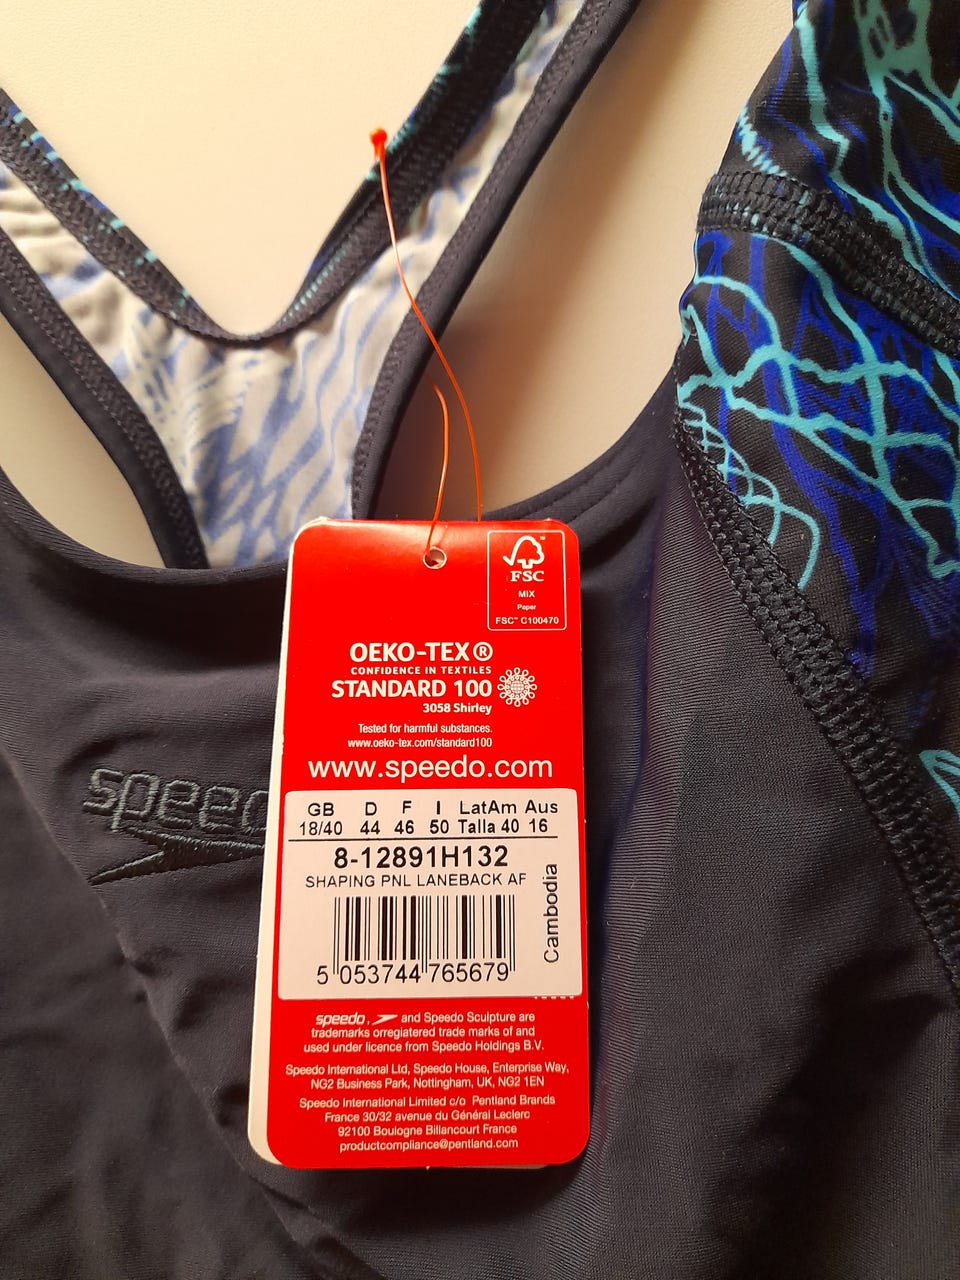 FSC™
MIX
Paper
FSC™ C100470
OEKO-TEX®
CONFIDENCE IN TEXTILES
STANDARD 100
3058 Shirley
Tested for harmful substances.
www.oeko-tex.com/standard100
www.speedo.com
GB D F I LatAm Aus
18/40 44 46 50 Talla 40 16
8-12891H132
SHAPING PNL LANEBACK AF
Cambodia
5 053744 765679
speedo, and Speedo Sculpture are
trademarks orregiatered trade marks of and
used under licence from Speedo Holdings B.V.
Speedo International Ltd, Speedo House, Enterprise Way,
NG2 Business Park, Nottingham, UK, NG2 1EN
Speedo International Limited c/o Pentland Brands
France 30/32 avenue du Général Leclerc
92100 Boulogne Billancourt France
productcompliance@pentland.com
speedo